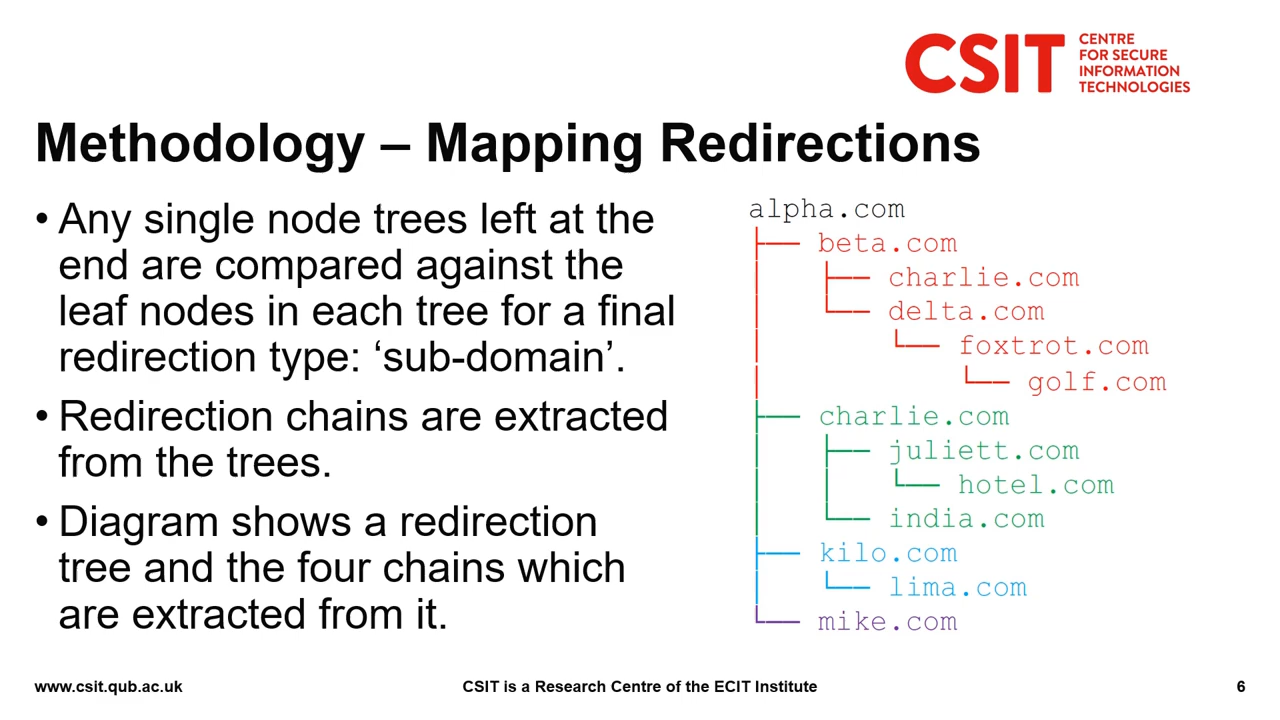 CSIT
CENTRE
FOR SECURE
INFORMATION
TECHNOLOGIES
Methodology – Mapping Redirections
• Any single node trees left at the
end are compared against the
leaf nodes in each tree for a final
redirection type: ‘sub-domain’.
• Redirection chains are extracted
from the trees.
• Diagram shows a redirection
tree and the four chains which
are extracted from it.
alpha.com
beta.com
charlie.com
delta.com
foxtrot.com
golf.com
charlie.com
juliett.com
hotel.com
india.com
kilo.com
lima.com
mike.com
www.csit.qub.ac.uk
CSIT is a Research Centre of the ECIT Institute
6